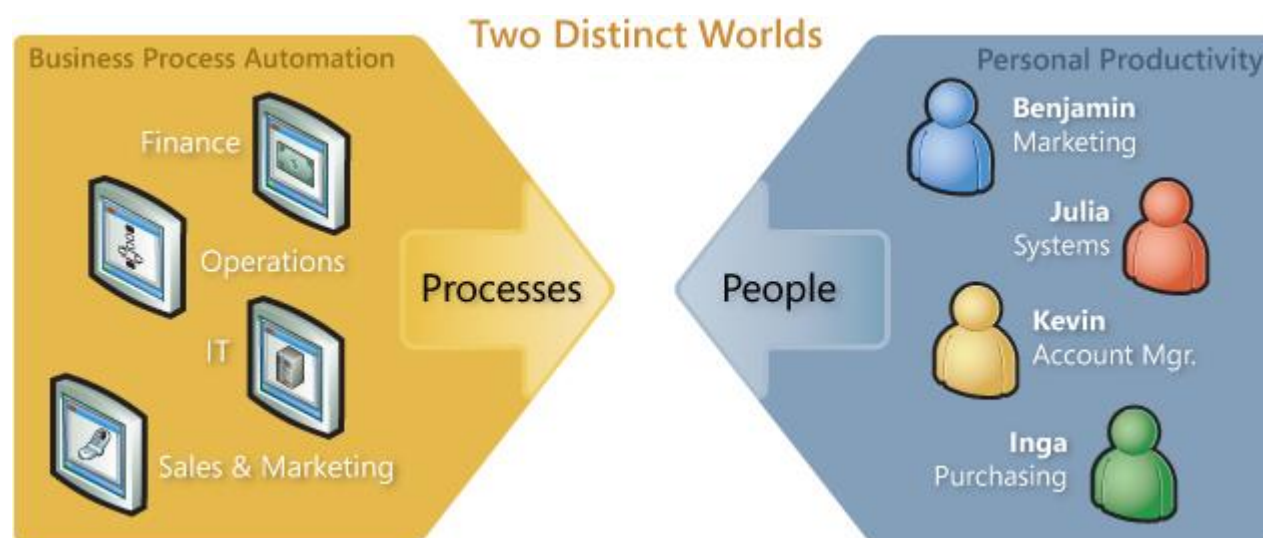 Two Distinct Worlds
Business Process Automation
Finance
Operations
IT
Sales & Marketing
Processes
People
Personal Productivity
Benjamin
Marketing
Julia
Systems
Kevin
Account Mgr.
Inga
Purchasing